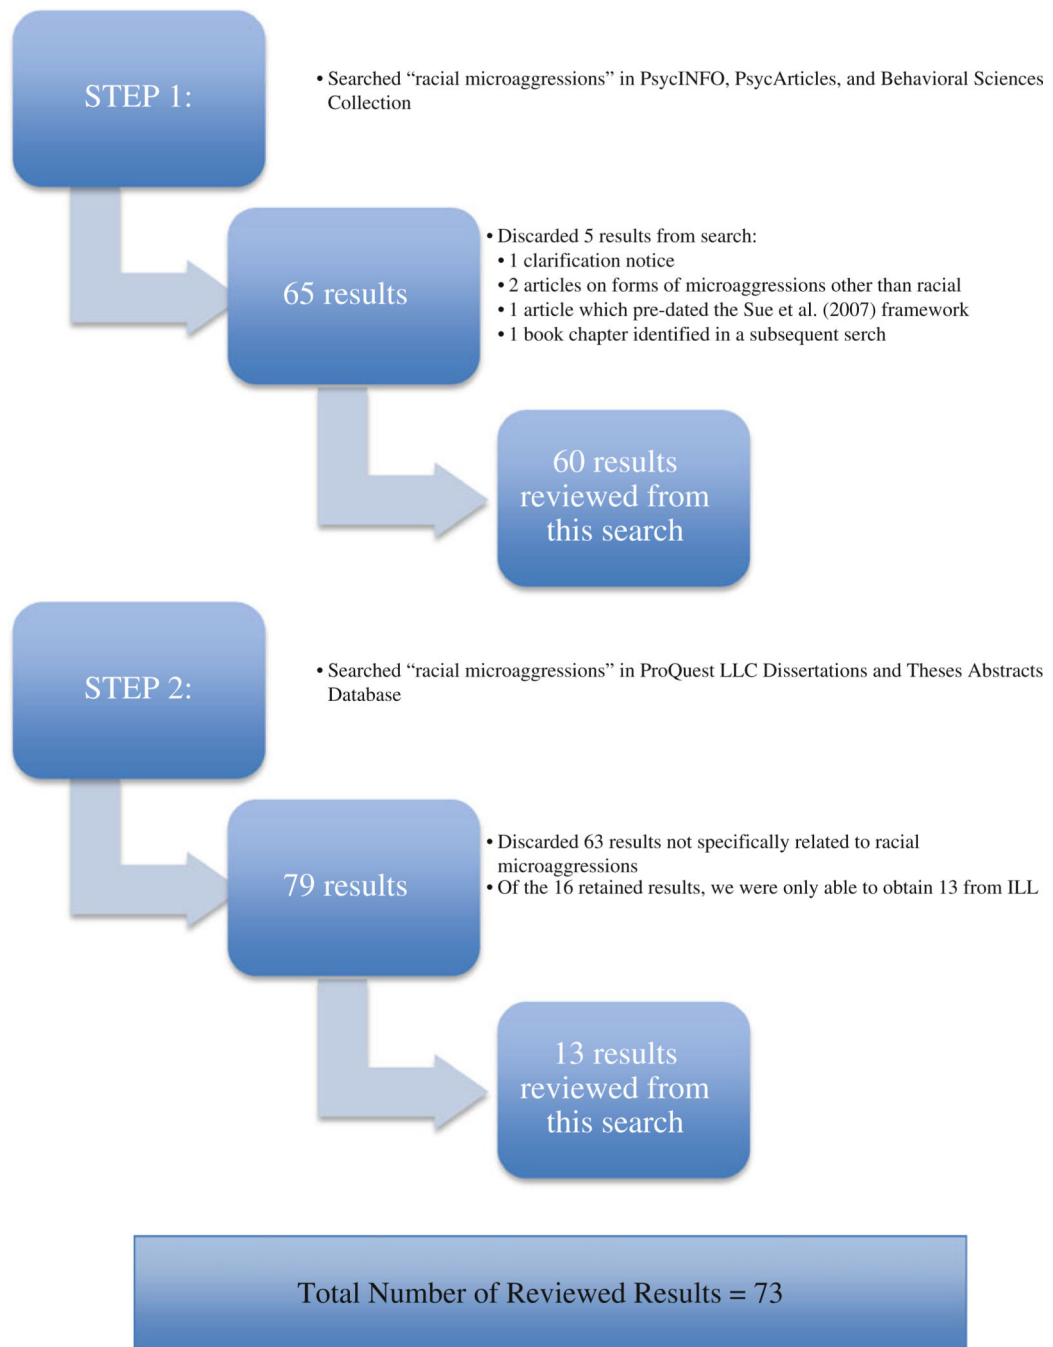 STEP 1:
• Searched “racial microaggressions” in PsycINFO, PsycArticles, and Behavioral Sciences
Collection
65 results
• Discarded 5 results from search:
• 1 clarification notice
• 2 articles on forms of microaggressions other than racial
• 1 article which pre-dated the Sue et al. (2007) framework
• 1 book chapter identified in a subsequent serch
60 results
reviewed from
this search
STEP 2:
• Searched “racial microaggressions” in ProQuest LLC Dissertations and Theses Abstracts
Database
79 results
• Discarded 63 results not specifically related to racial
microaggressions
• Of the 16 retained results, we were only able to obtain 13 from ILL
13 results
reviewed from
this search
Total Number of Reviewed Results = 73